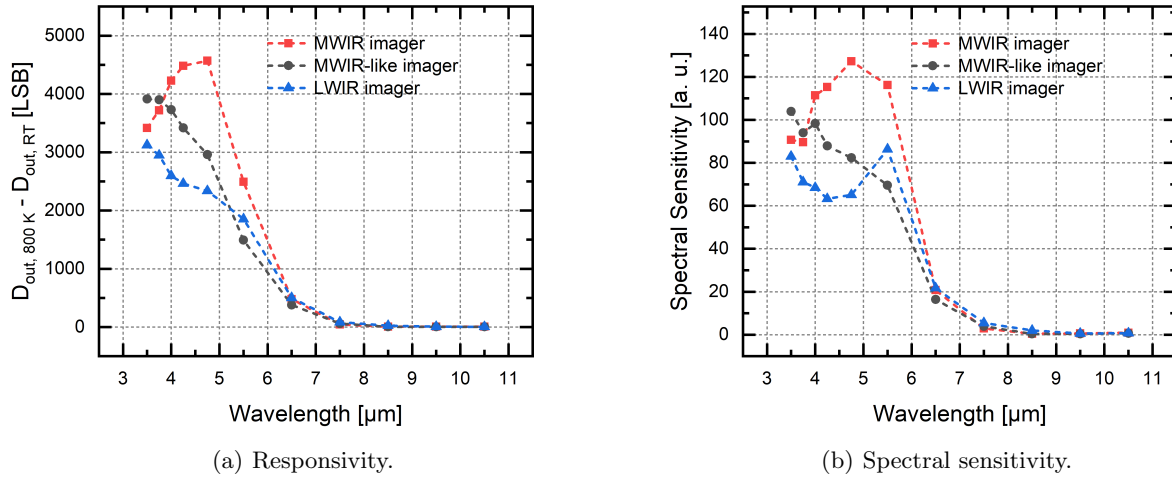 5000
4000
3000
2000
1000
0
D_out, 800 K - D_out, RT [LSB]
MWIR imager
MWIR-like imager
LWIR imager
3 4 5 6 7 8 9 10 11
Wavelength [µm]
(a) Responsivity.
140
120
100
80
60
40
20
0
Spectral Sensitivity [a. u.]
MWIR imager
MWIR-like imager
LWIR imager
3 4 5 6 7 8 9 10 11
Wavelength [µm]
(b) Spectral sensitivity.